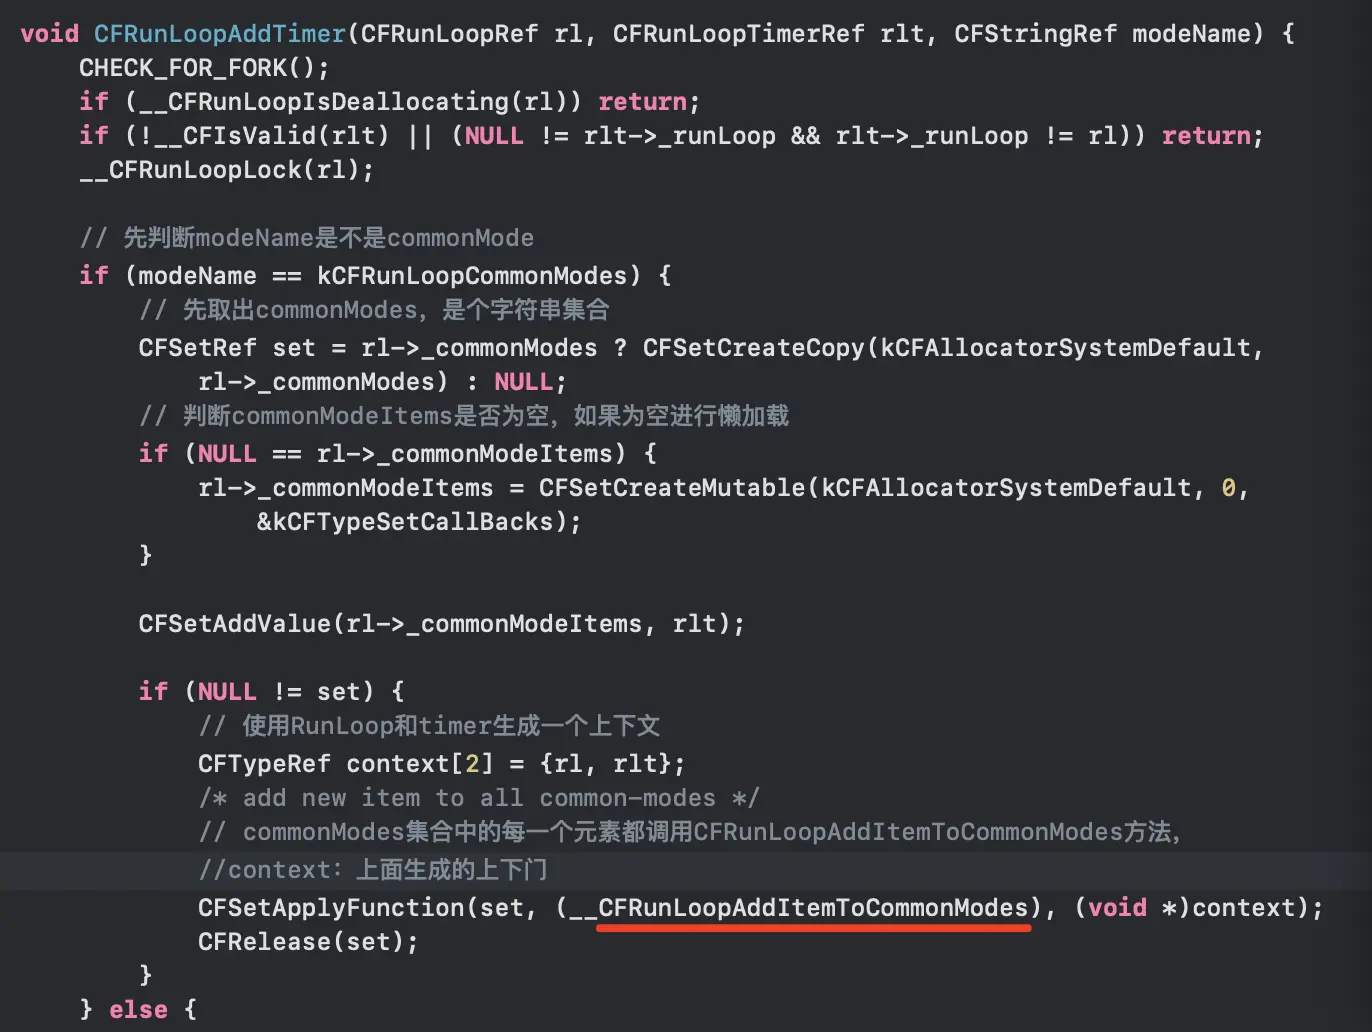 void CFRunLoopAddTimer(CFRunLoopRef rl, CFRunLoopTimerRef rlt, CFStringRef modeName) {
    CHECK_FOR_FORK();
    if (__CFRunLoopIsDeallocating(rl)) return;
    if (!__CFIsValid(rlt) || (NULL != rlt->_runLoop && rlt->_runLoop != rl)) return;
    __CFRunLoopLock(rl);

    // 先判断modeName是不是commonMode
    if (modeName == kCFRunLoopCommonModes) {
        // 先取出commonModes，是个字符串集合
        CFSetRef set = rl->_commonModes ? CFSetCreateCopy(kCFAllocatorSystemDefault,
            rl->_commonModes) : NULL;
        // 判断commonModeItems是否为空，如果为空进行懒加载
        if (NULL == rl->_commonModeItems) {
            rl->_commonModeItems = CFSetCreateMutable(kCFAllocatorSystemDefault, 0,
                &kCFTypeSetCallBacks);
        }

        CFSetAddValue(rl->_commonModeItems, rlt);

        if (NULL != set) {
            // 使用RunLoop和timer生成一个上下文
            CFTypeRef context[2] = {rl, rlt};
            /* add new item to all common-modes */
            // commonModes集合中的每一个元素都调用CFRunLoopAddItemToCommonModes方法，
            //context：上面生成的上下门
            CFSetApplyFunction(set, (__CFRunLoopAddItemToCommonModes), (void *)context);
            CFRelease(set);
        }
    } else {